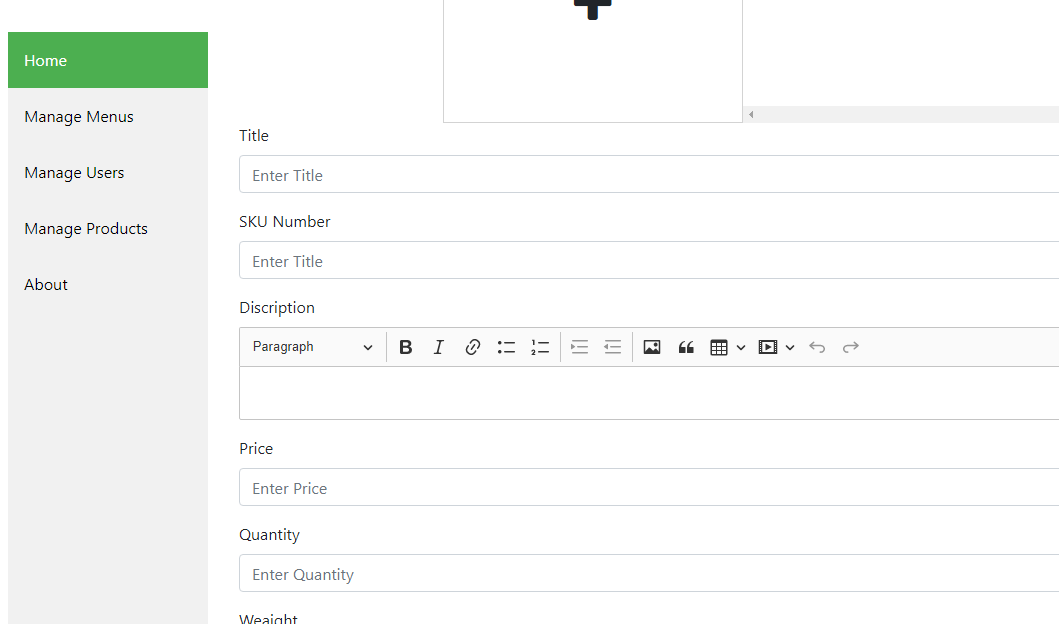 Home
Manage Menus
Manage Users
Manage Products
About
Title
Enter Title
SKU Number
Enter Title
Discription
Paragraph
Price
Enter Price
Quantity
Enter Quantity
Weaight